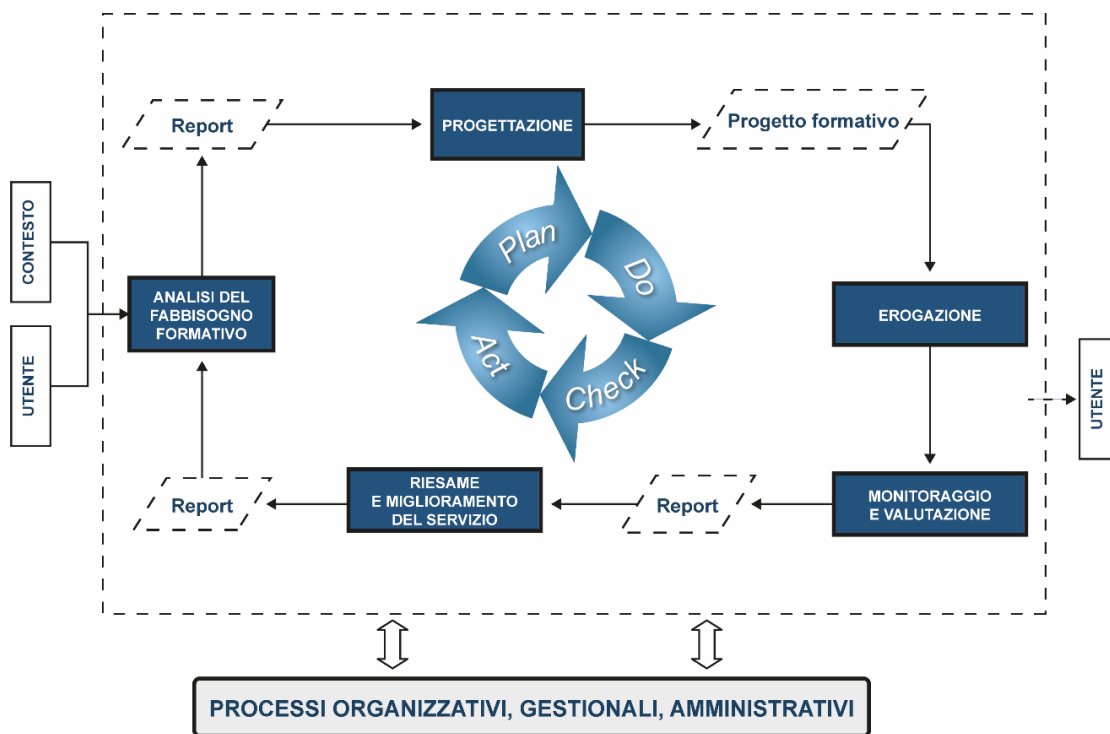 Report
PROGETTAZIONE
Progetto formativo
CONTESTO
UTENTE
ANALISI DEL
FABBISOGNO
FORMATIVO
Plan
Do
Check
Act
EROGAZIONE
UTENTE
Report
RIESAME
E MIGLIORAMENTO
DEL SERVIZIO
Report
MONITORAGGIO
E VALUTAZIONE
PROCESSI ORGANIZZATIVI, GESTIONALI, AMMINISTRATIVI